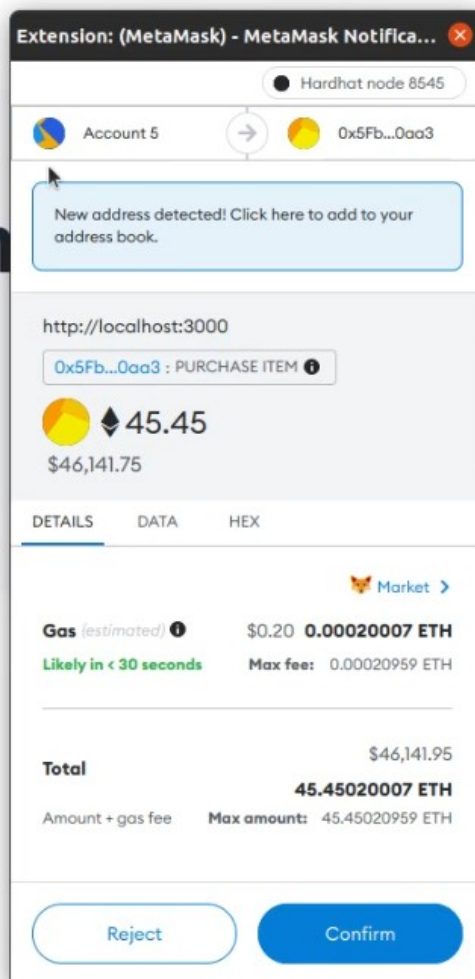 Extension: (MetaMask) - MetaMask Notifica...
Hardhat node 8545
Account 5 0x5Fb...0aa3
New address detected! Click here to add to your
address book.
http://localhost:3000
0x5Fb...0aa3 : PURCHASE ITEM
45.45
$46,141.75
DETAILS DATA HEX
Market
Gas (estimated) $0.20 0.00020007 ETH
Likely in < 30 seconds Max fee: 0.00020959 ETH
$46,141.95
Total
45.45020007 ETH
Amount + gas fee Max amount: 45.45020959 ETH
Reject Confirm